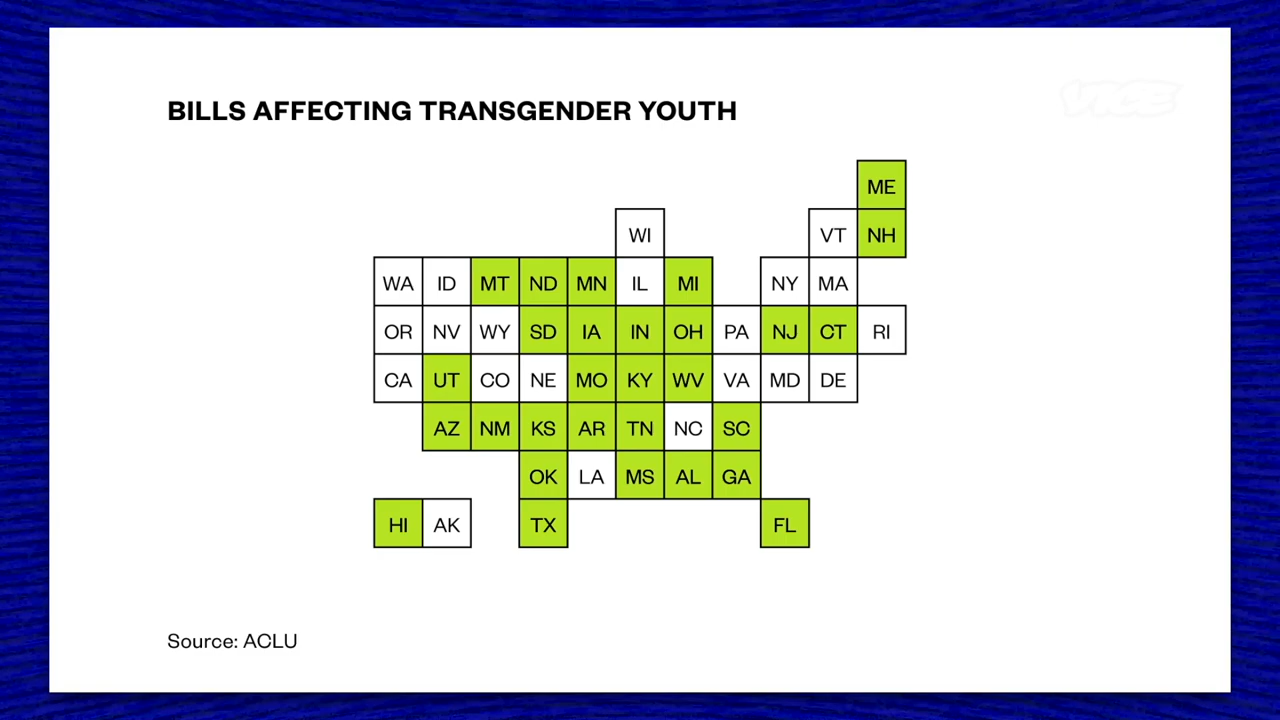 BILLS AFFECTING TRANSGENDER YOUTH
VICE
ME
WI VT NH
WA ID MT ND MN IL MI NY MA
OR NV WY SD IA IN OH PA NJ CT RI
CA UT CO NE MO KY WV VA MD DE
AZ NM KS AR TN NC SC
OK LA MS AL GA
HI AK TX FL
Source: ACLU